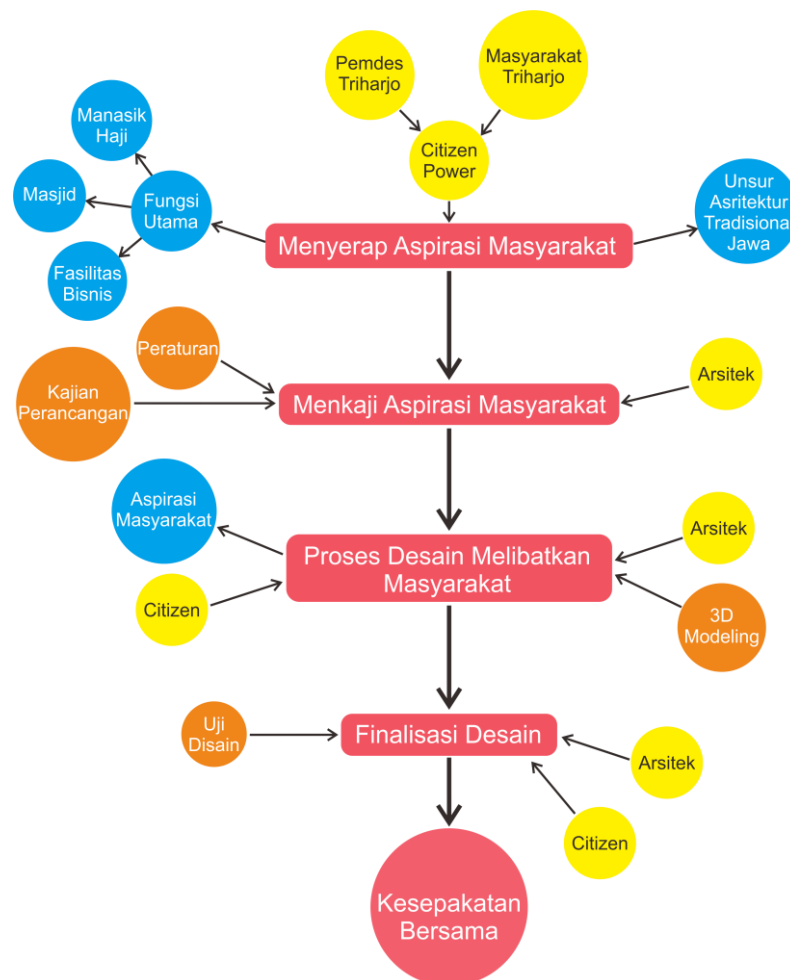 Pemdes
Triharjo
Masyarakat
Triharjo
Manasik
Haji
Citizen
Power
Masjid
Fungsi
Utama
Unsur
Asritektur
Tradisional
Jawa
Menyerap Aspirasi Masyarakat
Fasilitas
Bisnis
Peraturan
Kajian
Perancangan
Menkaji Aspirasi Masyarakat
Arsitek
Aspirasi
Masyarakat
Arsitek
Proses Desain Melibatkan
Masyarakat
Citizen
3D
Modeling
Uji
Disain
Finalisasi Desain
Arsitek
Citizen
Kesepakatan
Bersama